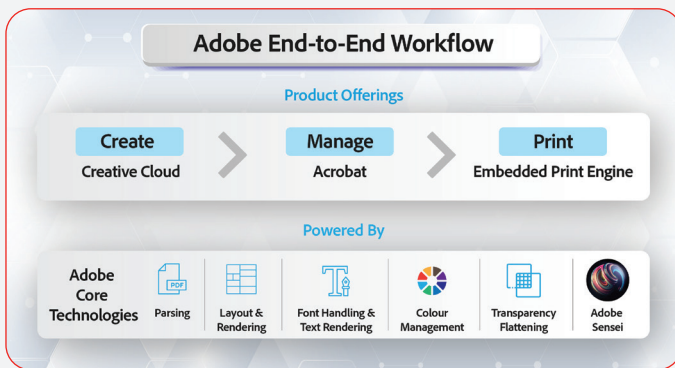 Adobe End-to-End Workflow
Product Offerings
Create
Creative Cloud
Manage
Acrobat
Print
Embedded Print Engine
Powered By
Adobe
Core
Technologies
PDF
Parsing
Layout &
Rendering
Font Handling &
Text Rendering
Colour
Management
Transparency
Flattening
Adobe
Sensei